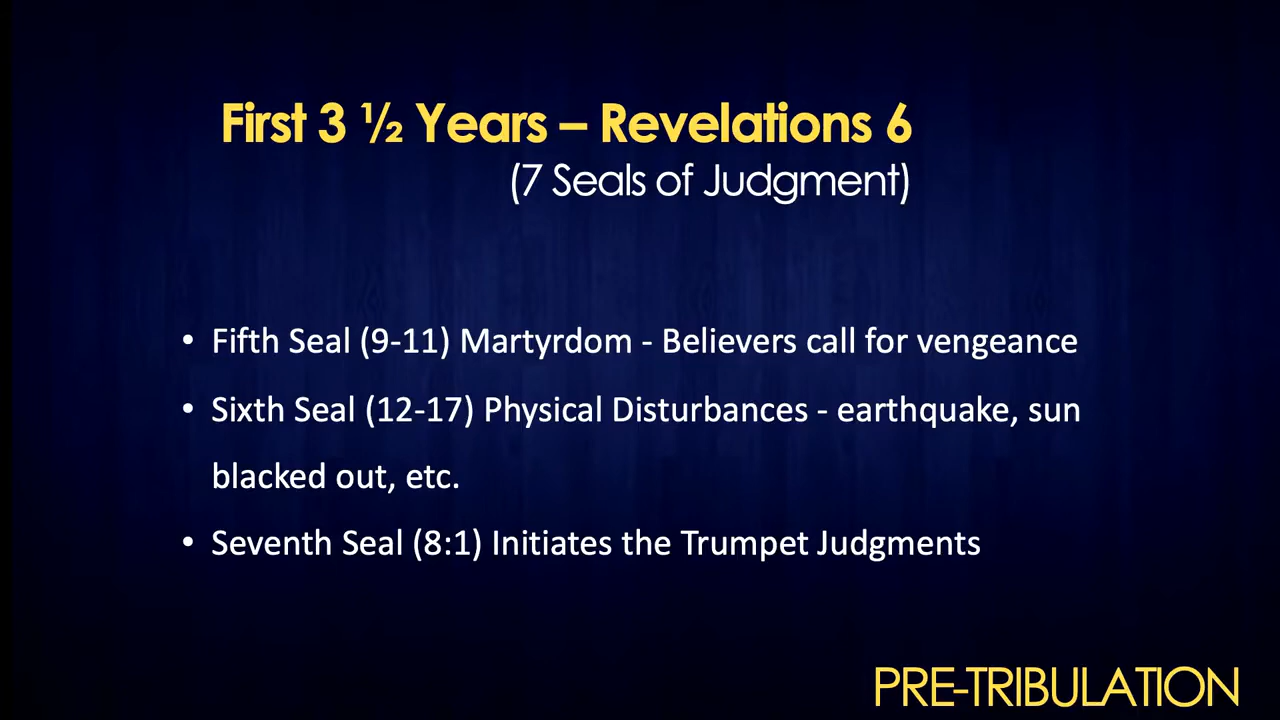 First 3 ½ Years – Revelations 6
(7 Seals of Judgment)
• Fifth Seal (9-11) Martyrdom - Believers call for vengeance
• Sixth Seal (12-17) Physical Disturbances - earthquake, sun
blacked out, etc.
• Seventh Seal (8:1) Initiates the Trumpet Judgments
PRE-TRIBULATION